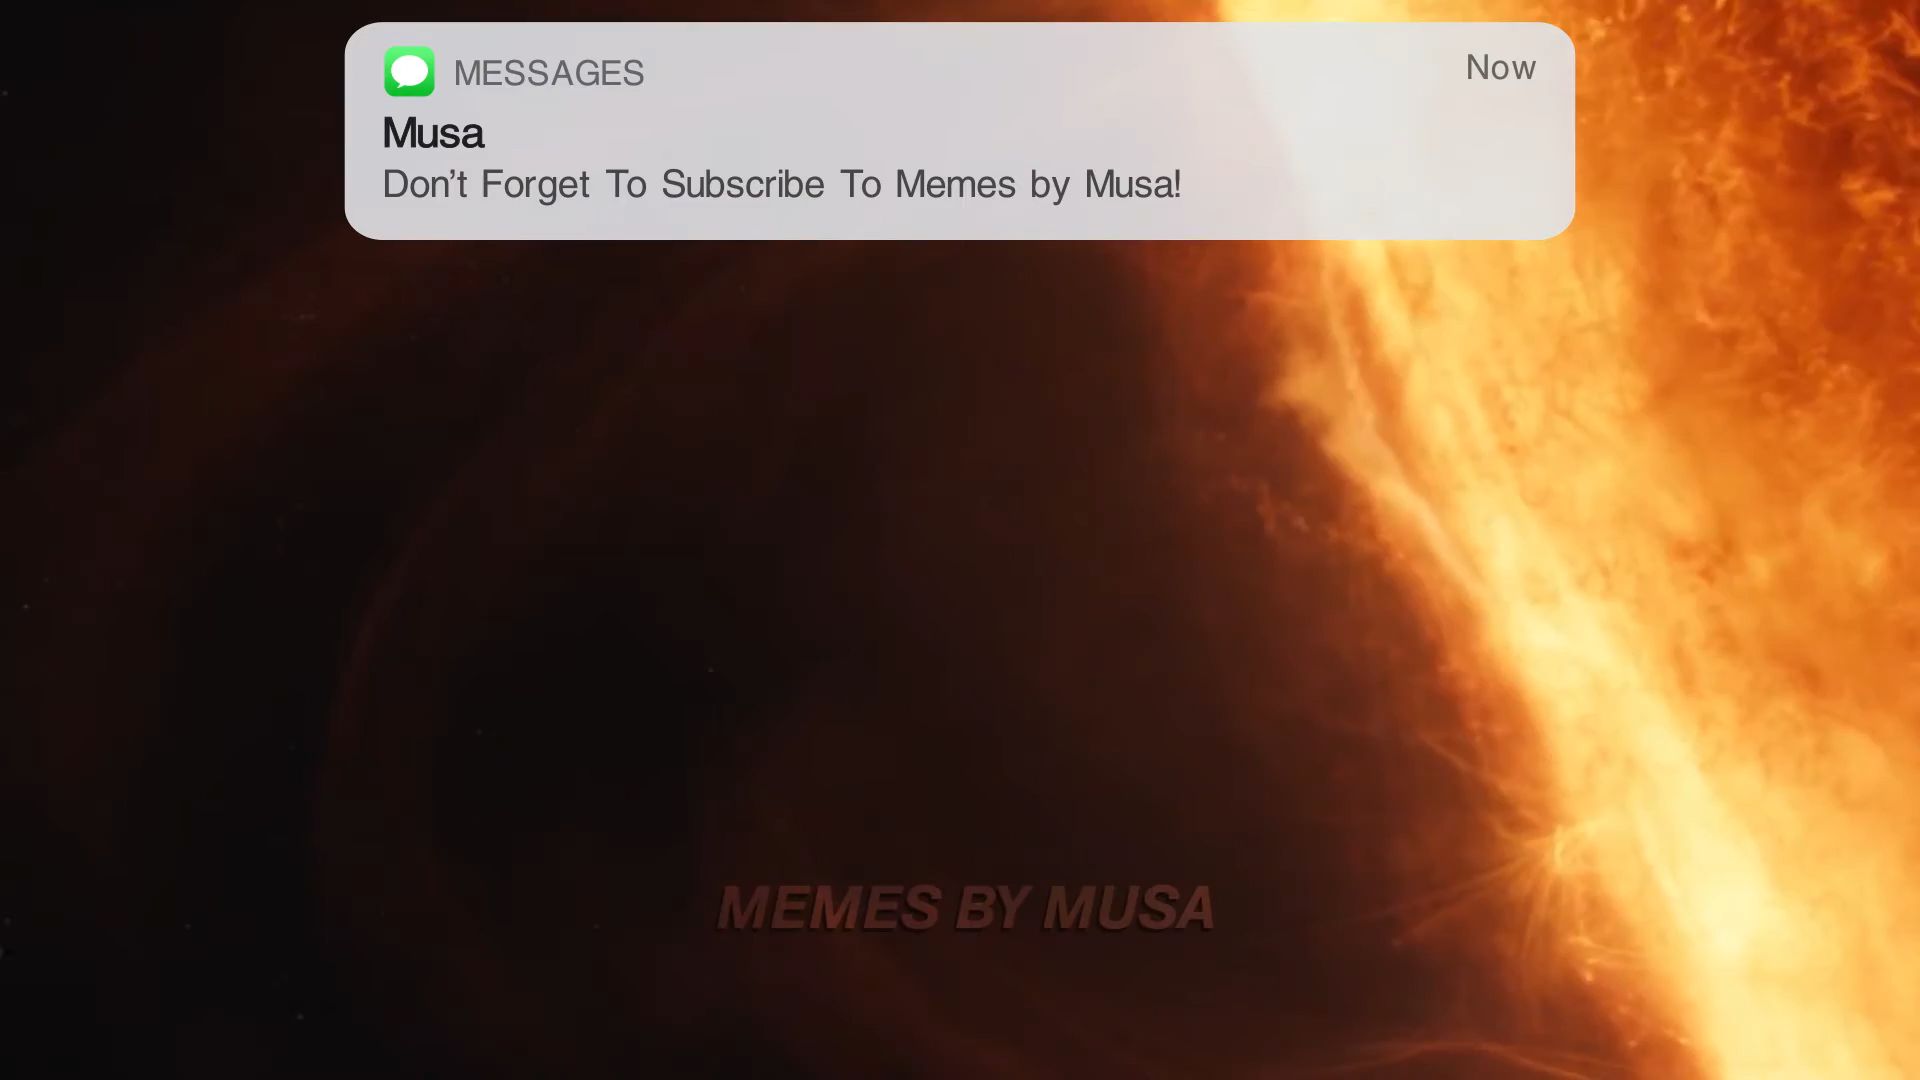 MESSAGES
Now
Musa
Don't Forget To Subscribe To Memes by Musa!
MEMES BY MUSA